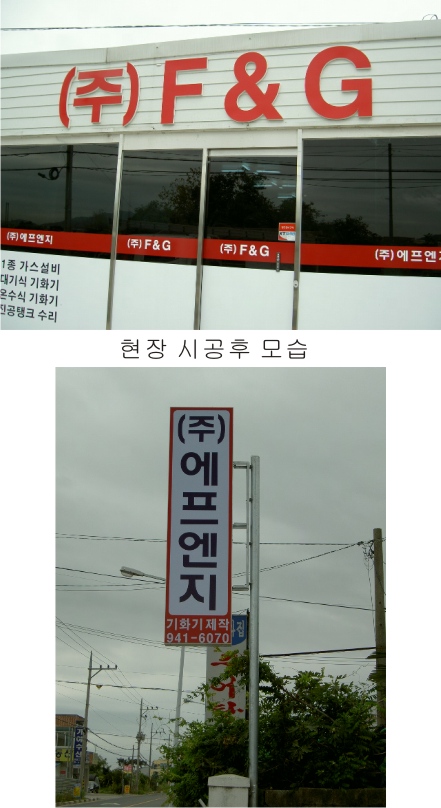 (주) F & G
(주) 에프엔지
(주) F&G
(주) F&G
(주) 에프엔지
1종 가스설비
대기식 기화기
온수식 기화기
진공탱크 수리
현장 시공후 모습
(주)
에프엔지
기화기제작
941-6070